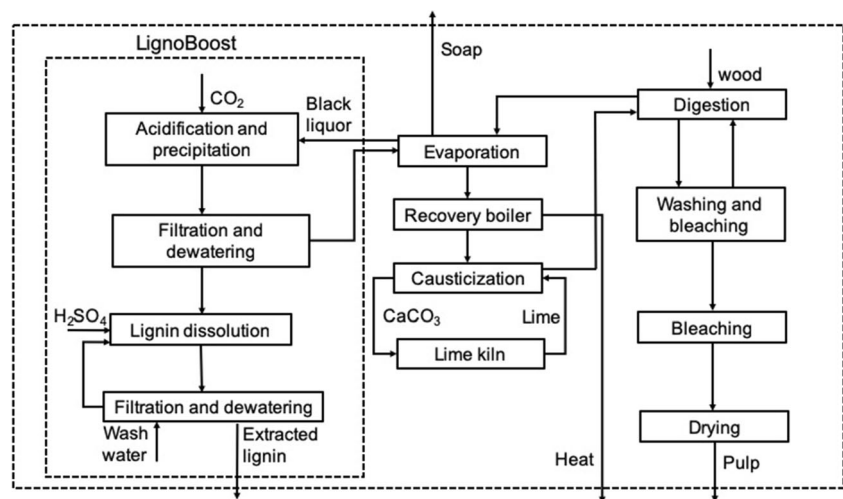 LignoBoost
CO₂
Acidification and
precipitation
Filtration and
dewatering
H₂SO₄
Lignin dissolution
Filtration and dewatering
Wash
water
Extracted
lignin
Black
liquor
Soap
Evaporation
Recovery boiler
Causticization
CaCO₃
Lime
Lime kiln
Heat
wood
Digestion
Washing and
bleaching
Bleaching
Drying
Pulp